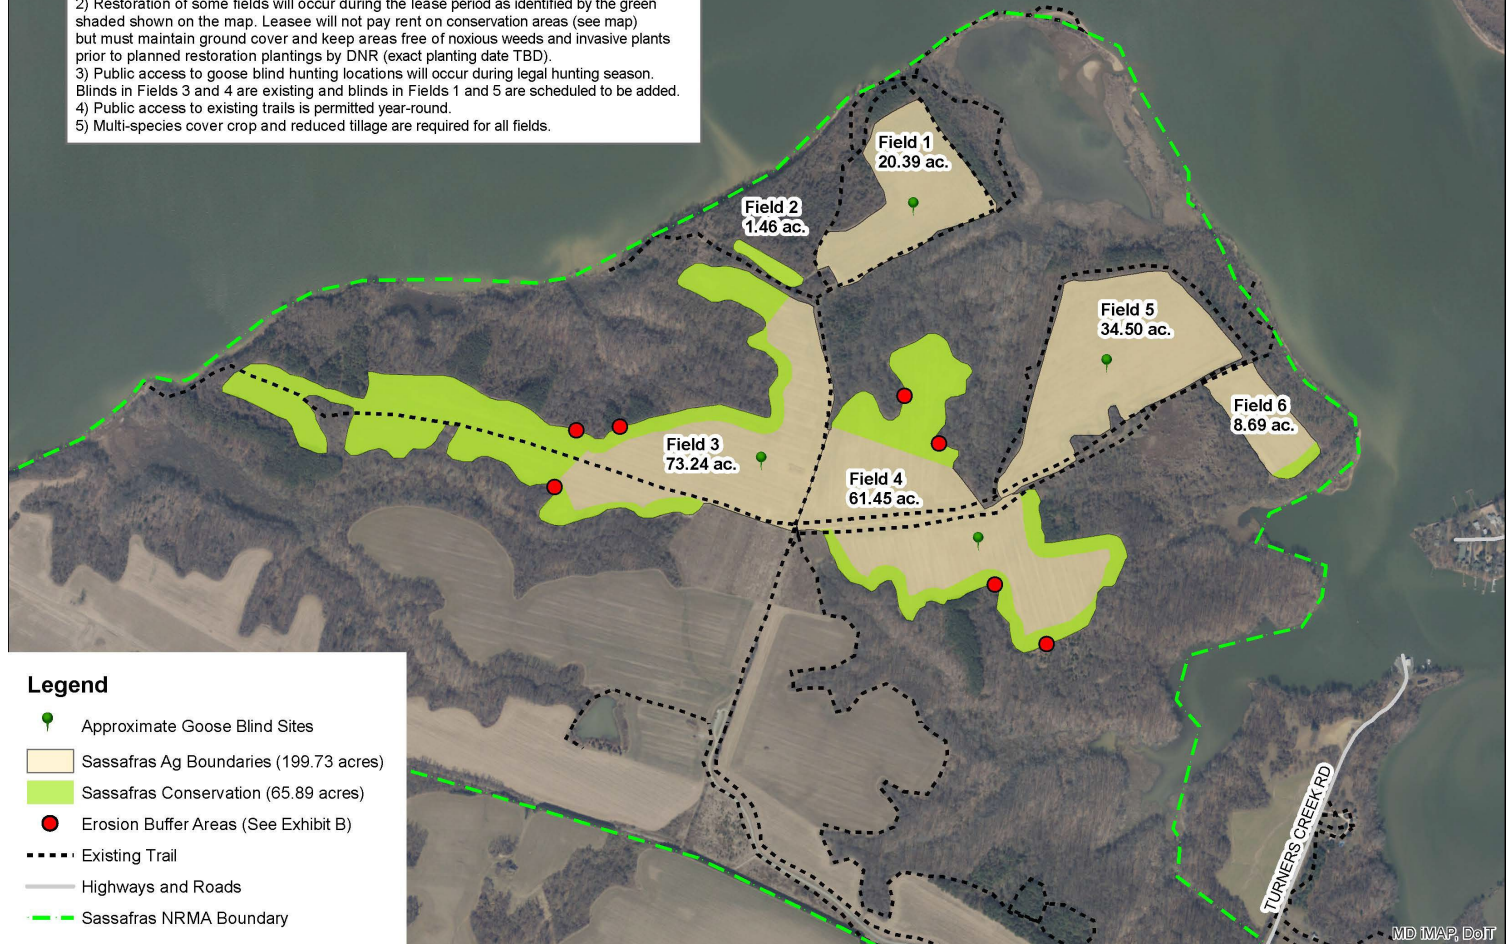 2) Restoration of some fields will occur during the lease period as identified by the green
shaded shown on the map. Leasee will not pay rent on conservation areas (see map)
but must maintain ground cover and keep areas free of noxious weeds and invasive plants
prior to planned restoration plantings by DNR (exact planting date TBD).
3) Public access to goose blind hunting locations will occur during legal hunting season.
Blinds in Fields 3 and 4 are existing and blinds in Fields 1 and 5 are scheduled to be added.
4) Public access to existing trails is permitted year-round.
5) Multi-species cover crop and reduced tillage are required for all fields.
Field 1
20.39 ac.
Field 2
1.46 ac.
Field 5
34.50 ac.
Field 6
8.69 ac.
Field 3
73.24 ac.
Field 4
61.45 ac.
Legend
Approximate Goose Blind Sites
Sassafras Ag Boundaries (199.73 acres)
Sassafras Conservation (65.89 acres)
Erosion Buffer Areas (See Exhibit B)
Existing Trail
Highways and Roads
Sassafras NRMA Boundary
TURNERS CREEK RD
MD iMAP, DoIT